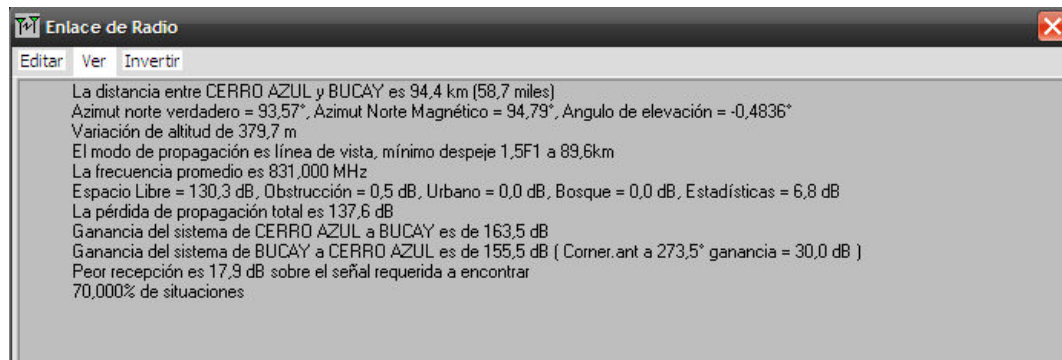 Enlace de Radio
Editar Ver Invertir
La distancia entre CERRO AZUL y BUCAY es 94,4 km (58,7 miles)
Azimut norte verdadero = 93,57°, Azimut Norte Magnético = 94,79°, Angulo de elevación = -0,4836°
Variación de altitud de 379,7 m
El modo de propagación es línea de vista, mínimo despeje 1,5F1 a 89,6km
La frecuencia promedio es 831,000 MHz
Espacio Libre = 130,3 dB, Obstrucción = 0,5 dB, Urbano = 0,0 dB, Bosque = 0,0 dB, Estadísticas = 6,8 dB
La pérdida de propagación total es 137,6 dB
Ganancia del sistema de CERRO AZUL a BUCAY es de 163,5 dB
Ganancia del sistema de BUCAY a CERRO AZUL es de 155,5 dB ( Corner.ant a 273,5° ganancia = 30,0 dB )
Peor recepción es 17,9 dB sobre el señal requerida a encontrar
70,000% de situaciones